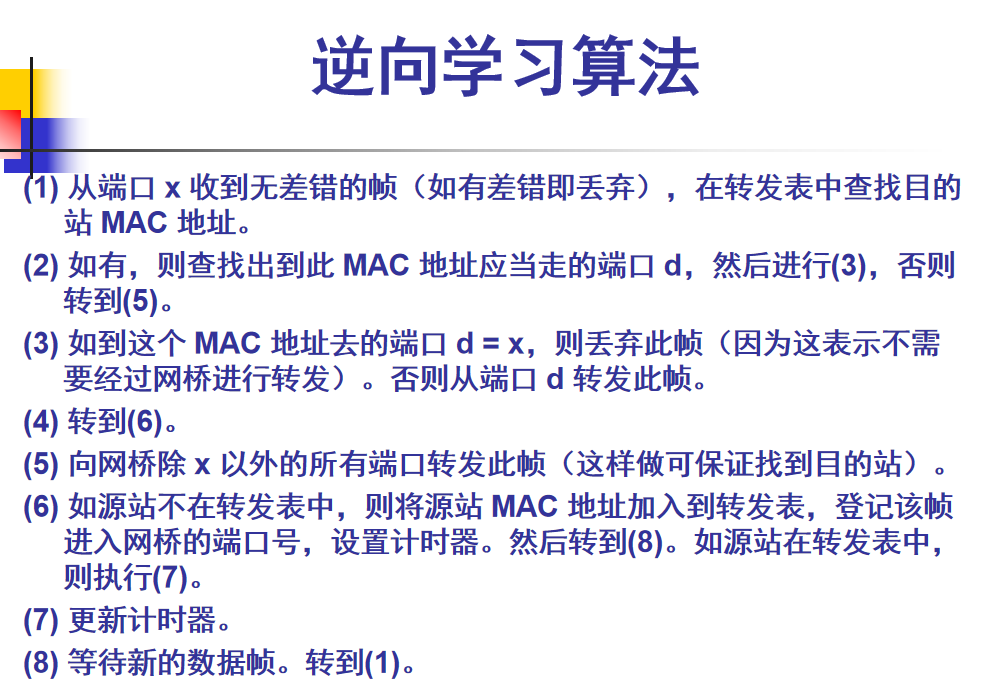 逆向学习算法
(1) 从端口 x 收到无差错的帧（如有差错即丢弃），在转发表中查找目的
站 MAC 地址。
(2) 如有，则查找出到此 MAC 地址应当走的端口 d，然后进行(3)，否则
转到(5)。
(3) 如到这个 MAC 地址去的端口 d = x，则丢弃此帧（因为这表示不需
要经过网桥进行转发）。否则从端口 d 转发此帧。
(4) 转到(6)。
(5) 向网桥除 x 以外的所有端口转发此帧（这样做可保证找到目的站）。
(6) 如源站不在转发表中，则将源站 MAC 地址加入到转发表，登记该帧
进入网桥的端口号，设置计时器。然后转到(8)。如源站在转发表中，
则执行(7)。
(7) 更新计时器。
(8) 等待新的数据帧。转到(1)。